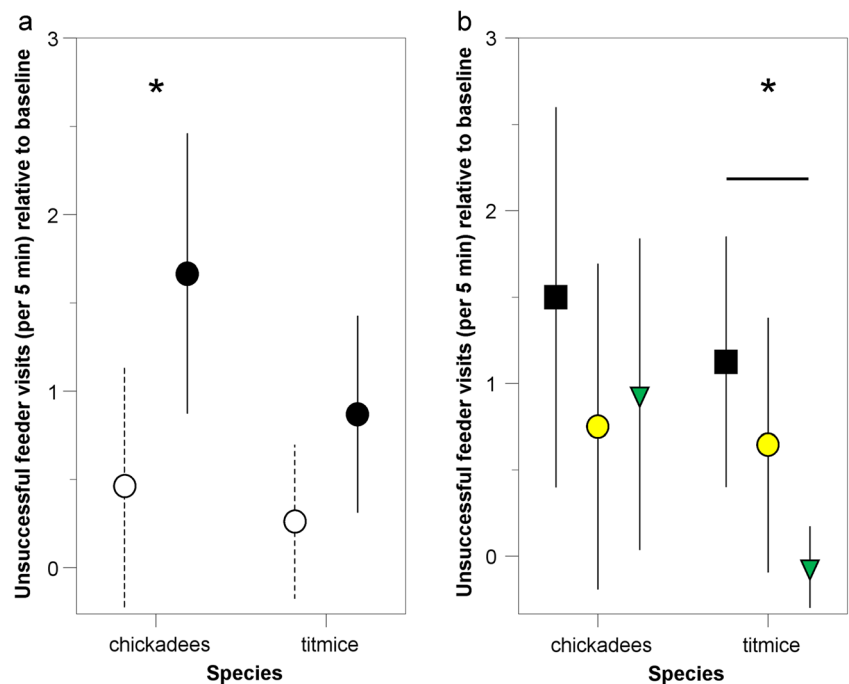 a
Unsuccessful feeder visits (per 5 min) relative to baseline
3
2
1
0
*
chickadees
titmice
Species
b
Unsuccessful feeder visits (per 5 min) relative to baseline
3
2
1
0
*
chickadees
titmice
Species